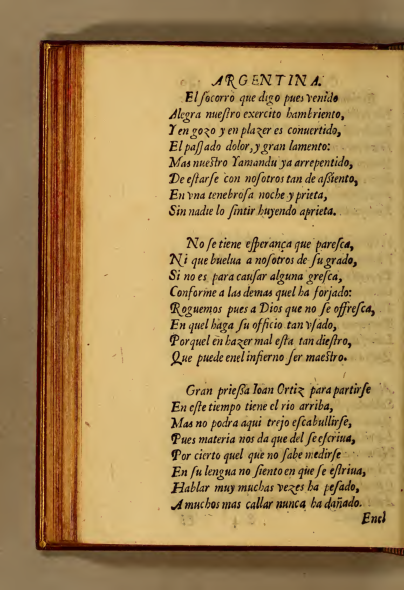 ARGENTINA.
El ſocorro que digo pues venido
Alegra nueſtro exercito hambriento,
Y en gozo y en plazer es conuertido,
El paſſado dolor, y gran lamento:
Mas nueſtro Yamandu ya arrepentido,
De eſtarſe con noſotros tan de aſsiento,
En vna tenebroſa noche y prieta,
Sin nadie lo ſintir huyendo aprieta.
No ſe tiene eſperança que pareſca,
Ni que buelua a noſotros de ſu grado,
Si no es para cauſar alguna greſca,
Conforme a las demas quel ha forjado:
Roguemos pues a Dios que no ſe offreſca,
En quel haga ſu officio tan vſado,
Porquel en hazer mal eſta tan dieſtro,
Que puede enel infierno ſer maeſtro.
Gran prieſſa Ioan Ortiz para partirſe
En eſte tiempo tiene el rio arriba,
Mas no podra aqui trejo eſcabullirſe,
Pues materia nos da que del ſe eſcriua,
Por cierto quel que no ſabe medirſe
En ſu lengua no ſiento en que ſe eſtriua,
Hablar muy muchas vezes ha peſado,
A muchos mas callar nunca ha dañado.
Encl